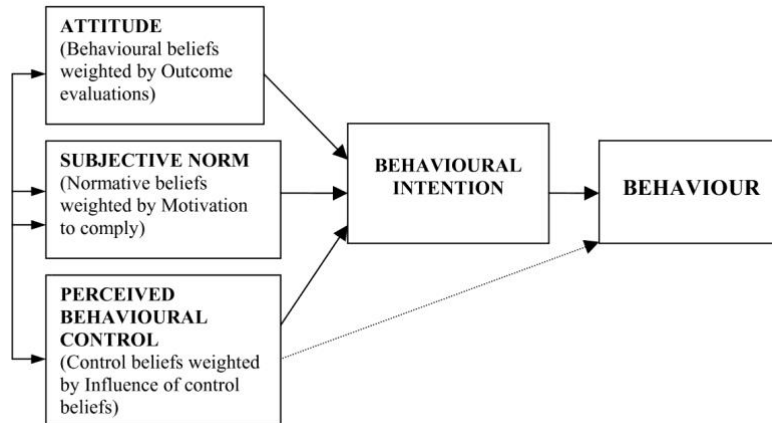 ATTITUDE
(Behavioural beliefs
weighted by Outcome
evaluations)
SUBJECTIVE NORM
(Normative beliefs
weighted by Motivation
to comply)
PERCEIVED
BEHAVIOURAL
CONTROL
(Control beliefs weighted
by Influence of control
beliefs)
BEHAVIOURAL
INTENTION
BEHAVIOUR